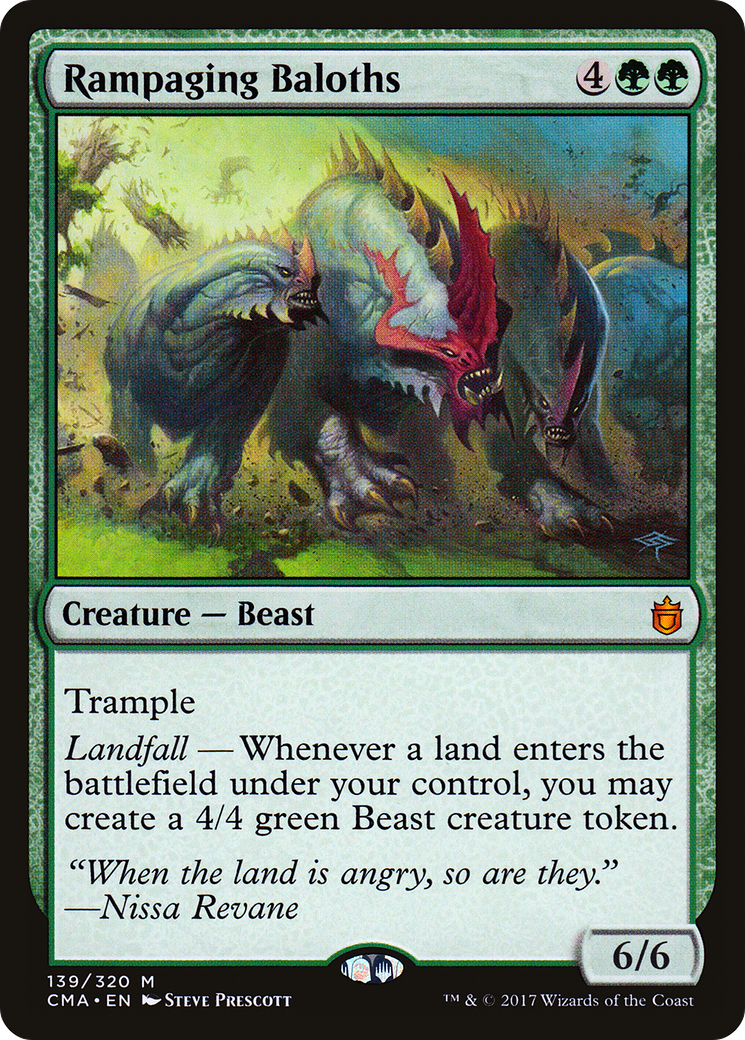 Rampaging Baloths 4
Creature — Beast
Trample
Landfall — Whenever a land enters the
battlefield under your control, you may
create a 4/4 green Beast creature token.
“When the land is angry, so are they.”
—Nissa Revane
6/6
139/320 M
CMA • EN Steve Prescott
™ & © 2017 Wizards of the Coast